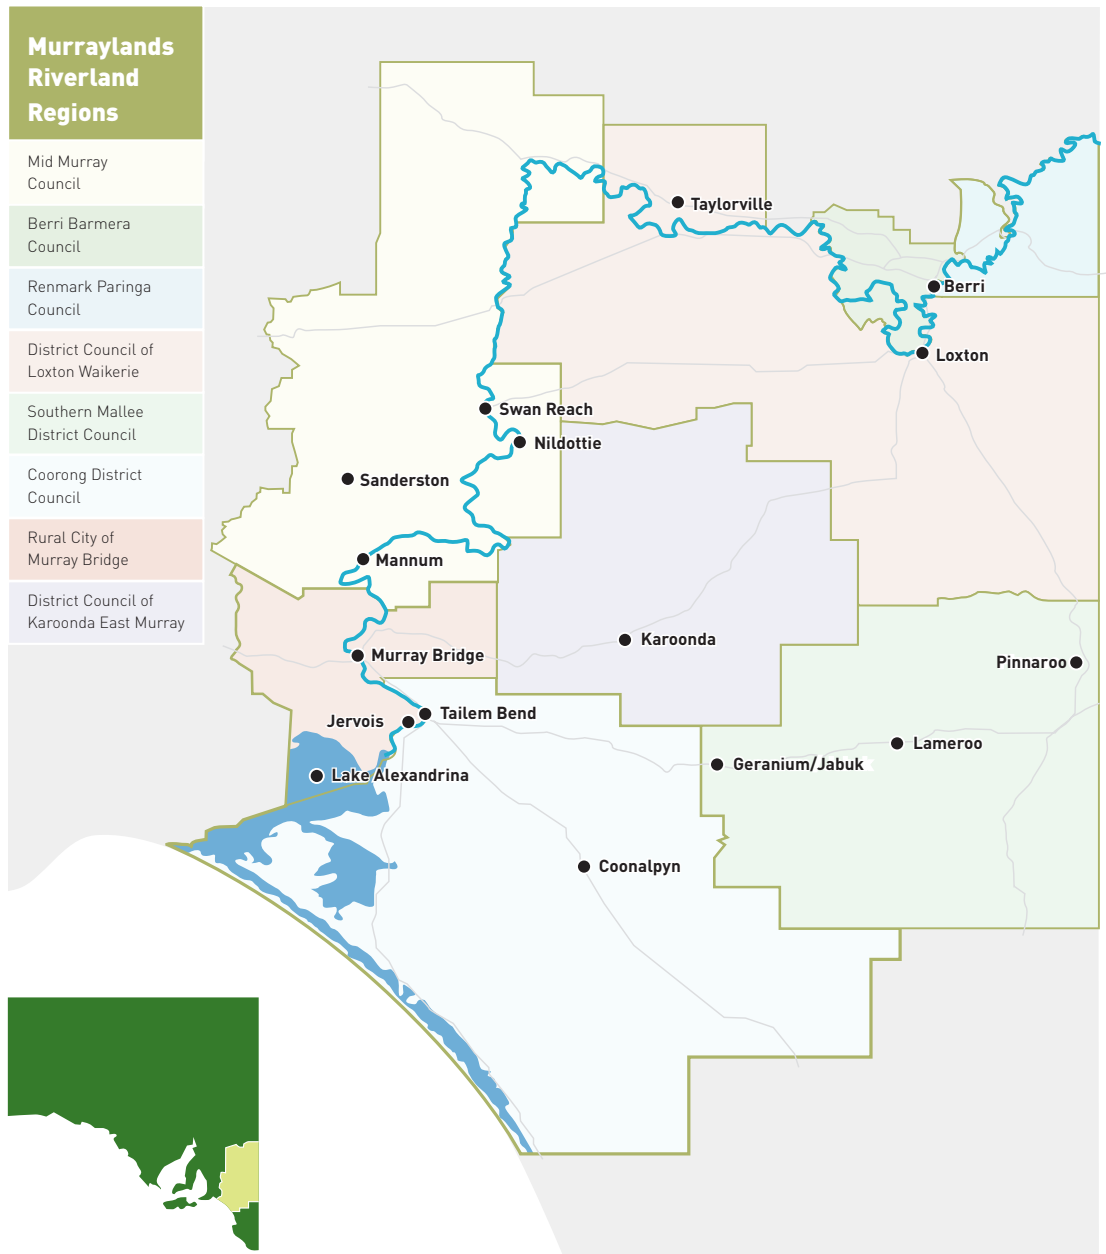 Murraylands
Riverland
Regions
Mid Murray
Council
Berri Barmera
Council
Renmark Paringa
Council
District Council of
Loxton Waikerie
Southern Mallee
District Council
Coorong District
Council
Rural City of
Murray Bridge
District Council of
Karoonda East Murray
Taylorville
Berri
Loxton
Swan Reach
Nildottie
Sanderston
Mannum
Karoonda
Murray Bridge
Pinnaroo
Tailem Bend
Jervois
Lameroo
Geranium/Jabuk
Lake Alexandrina
Coonalpyn